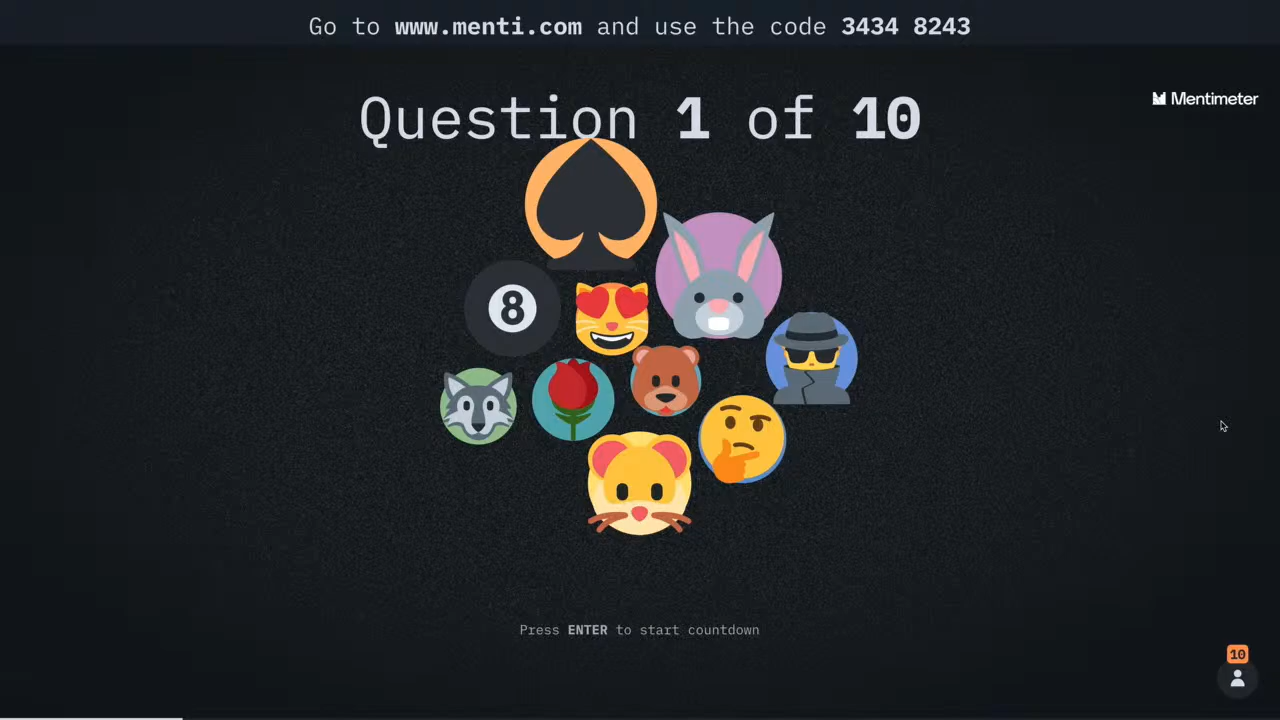 Go to www.menti.com and use the code 3434 8243
Mentimeter
Question 1 of 10
8
Press ENTER to start countdown
10